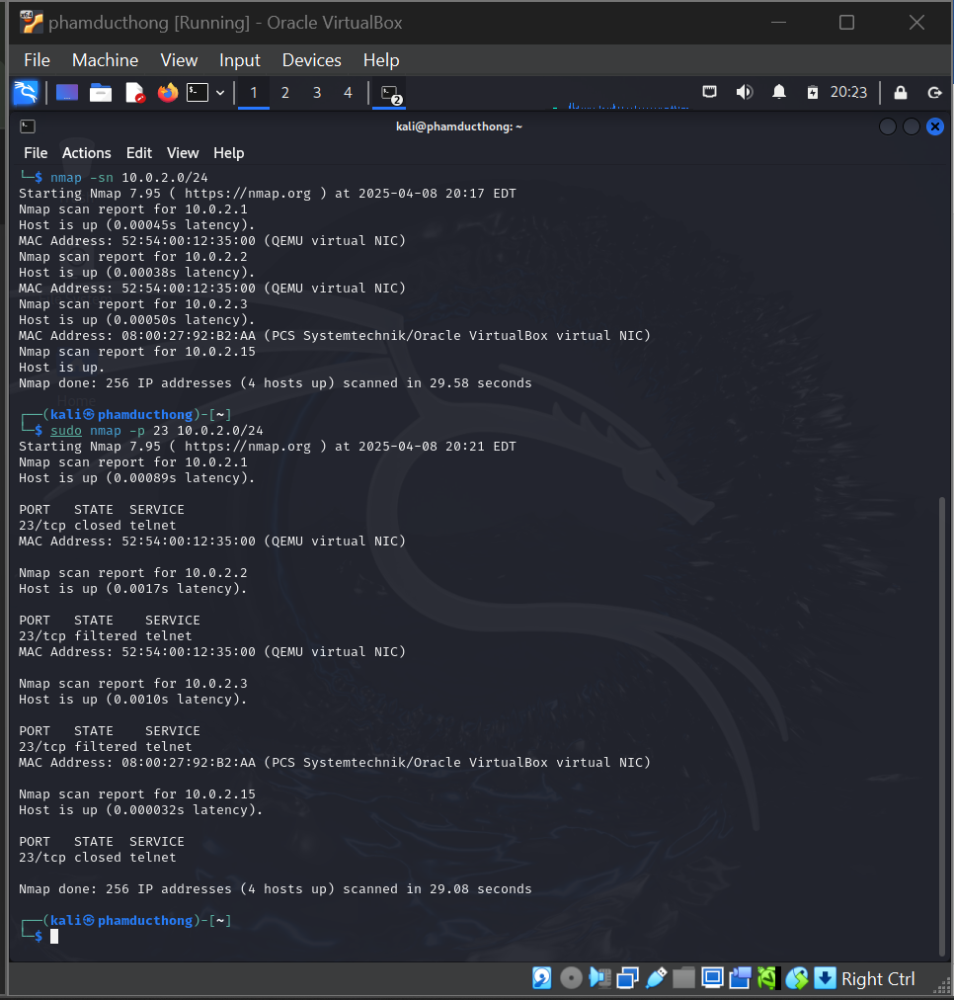 phamducthong [Running] - Oracle VirtualBox
File Machine View Input Devices Help
1 2 3 4 2 20:23
kali@phamducthong: ~
File Actions Edit View Help
└─$ nmap -sn 10.0.2.0/24
Starting Nmap 7.95 ( https://nmap.org ) at 2025-04-08 20:17 EDT
Nmap scan report for 10.0.2.1
Host is up (0.00045s latency).
MAC Address: 52:54:00:12:35:00 (QEMU virtual NIC)
Nmap scan report for 10.0.2.2
Host is up (0.00038s latency).
MAC Address: 52:54:00:12:35:00 (QEMU virtual NIC)
Nmap scan report for 10.0.2.3
Host is up (0.00050s latency).
MAC Address: 08:00:27:92:B2:AA (PCS Systemtechnik/Oracle VirtualBox virtual NIC)
Nmap scan report for 10.0.2.15
Host is up.
Nmap done: 256 IP addresses (4 hosts up) scanned in 29.58 seconds
Home
┌──(kali㉿phamducthong)-[~]
└─$ sudo nmap -p 23 10.0.2.0/24
Starting Nmap 7.95 ( https://nmap.org ) at 2025-04-08 20:21 EDT
Nmap scan report for 10.0.2.1
Host is up (0.00089s latency).
PORT STATE SERVICE
23/tcp closed telnet
MAC Address: 52:54:00:12:35:00 (QEMU virtual NIC)
Nmap scan report for 10.0.2.2
Host is up (0.0017s latency).
PORT STATE SERVICE
23/tcp filtered telnet
MAC Address: 52:54:00:12:35:00 (QEMU virtual NIC)
Nmap scan report for 10.0.2.3
Host is up (0.0010s latency).
PORT STATE SERVICE
23/tcp filtered telnet
MAC Address: 08:00:27:92:B2:AA (PCS Systemtechnik/Oracle VirtualBox virtual NIC)
Nmap scan report for 10.0.2.15
Host is up (0.000032s latency).
PORT STATE SERVICE
23/tcp closed telnet
Nmap done: 256 IP addresses (4 hosts up) scanned in 29.08 seconds
┌──(kali㉿phamducthong)-[~]
└─$
Right Ctrl